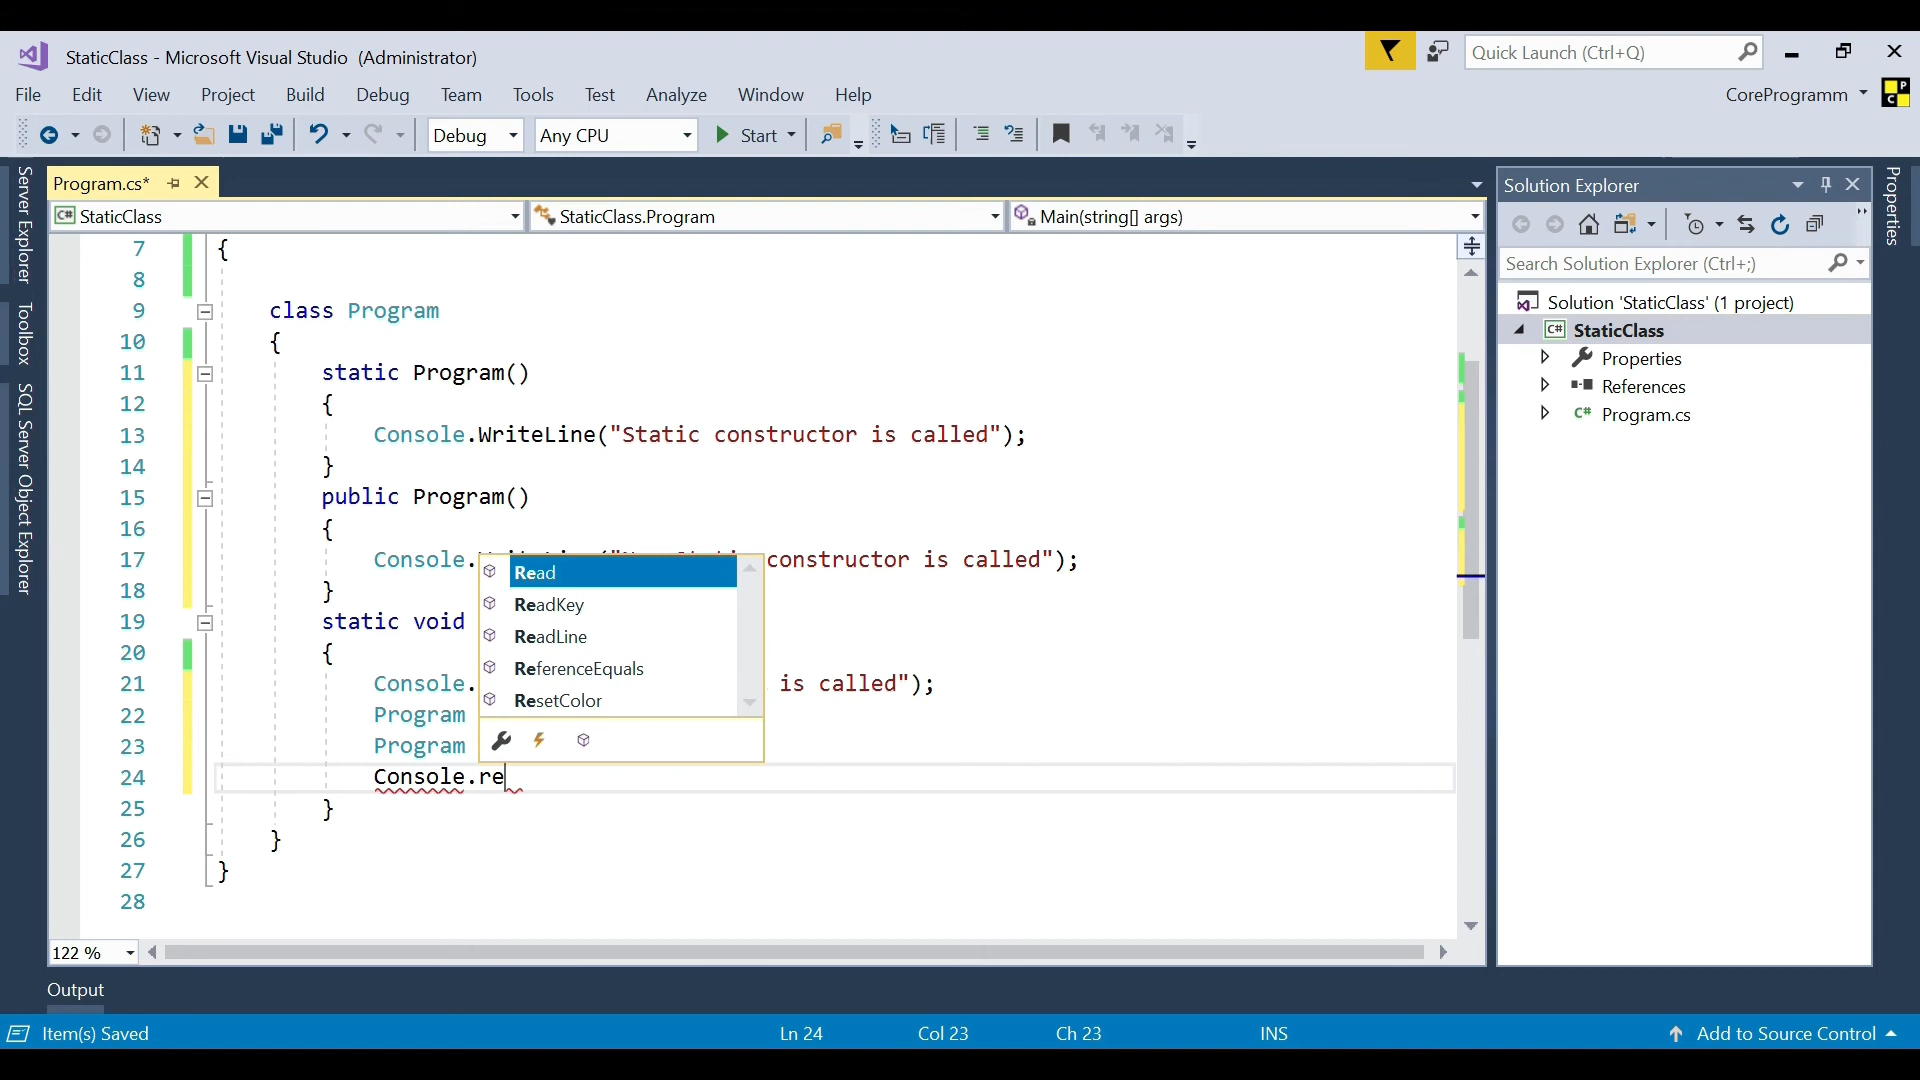 StaticClass - Microsoft Visual Studio (Administrator)
Quick Launch (Ctrl+Q)
File Edit View Project Build Debug Team Tools Test Analyze Window Help
CoreProgramm
Debug Any CPU Start
Server Explorer
Toolbox
SQL Server Object Explorer
Program.cs*
StaticClass StaticClass.Program Main(string[] args)
7 {
8
9 class Program
10 {
11 static Program()
12 {
13 Console.WriteLine("Static constructor is called");
14 }
15 public Program()
16 {
17 Console. constructor is called");
18 }
19 static void
20 {
21 Console. is called");
22 Program
23 Program
24 Console.re
25 }
26 }
27 }
28
Read
ReadKey
ReadLine
ReferenceEquals
ResetColor
122 %
Solution Explorer
Search Solution Explorer (Ctrl+;)
Solution 'StaticClass' (1 project)
C# StaticClass
Properties
References
C# Program.cs
Properties
Output
Item(s) Saved Ln 24 Col 23 Ch 23 INS Add to Source Control